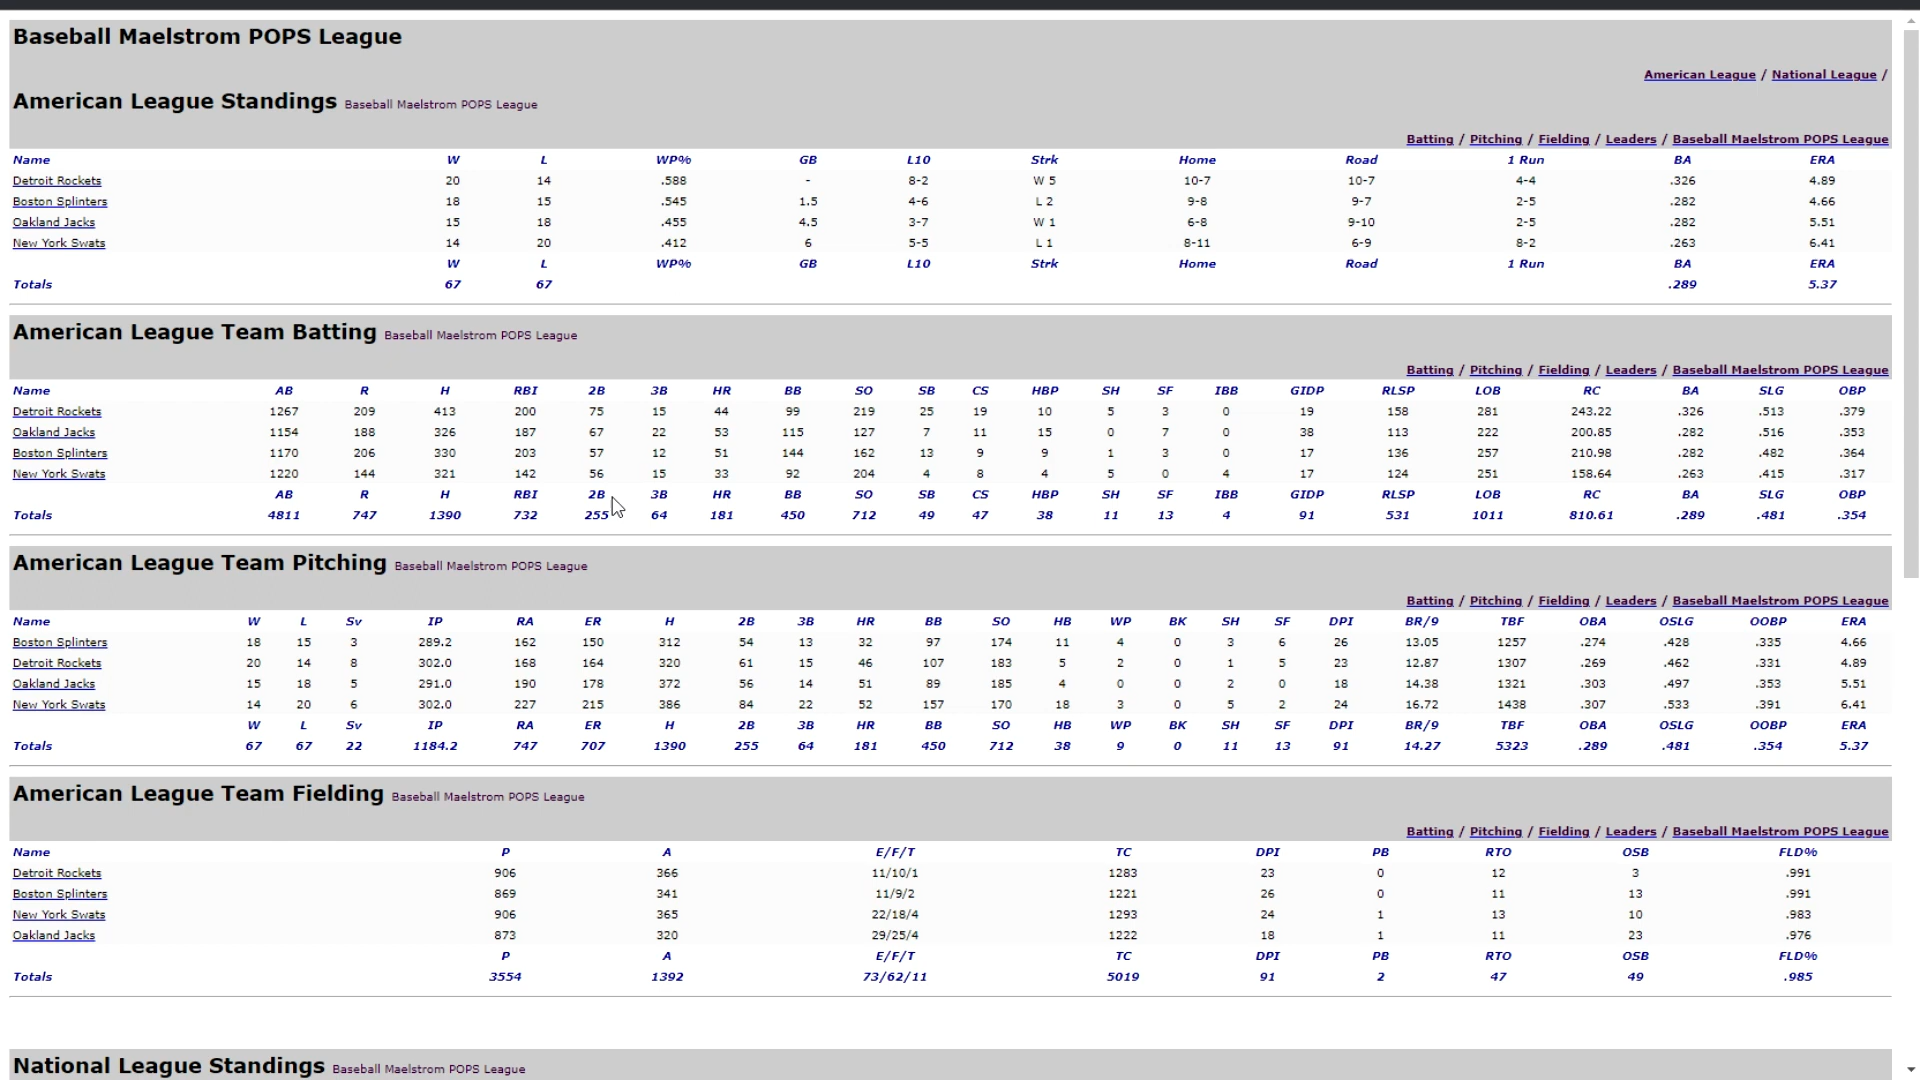 Baseball Maelstrom POPS League
American League / National League /
American League Standings Baseball Maelstrom POPS League
Batting / Pitching / Fielding / Leaders / Baseball Maelstrom POPS League
Name W L WP% GB L10 Strk Home Road 1 Run BA ERA
Detroit Rockets 20 14 .588 - 8-2 W 5 10-7 10-7 4-4 .326 4.89
Boston Splinters 18 15 .545 1.5 4-6 L 2 9-8 9-7 2-5 .282 4.66
Oakland Jacks 15 18 .455 4.5 3-7 W 1 6-8 9-10 2-5 .282 5.51
New York Swats 14 20 .412 6 5-5 L 1 8-11 6-9 8-2 .263 6.41
W L WP% GB L10 Strk Home Road 1 Run BA ERA
Totals 67 67 .289 5.37
American League Team Batting Baseball Maelstrom POPS League
Batting / Pitching / Fielding / Leaders / Baseball Maelstrom POPS League
Name AB R H RBI 2B 3B HR BB SO SB CS HBP SH SF IBB GIDP RLSP LOB RC BA SLG OBP
Detroit Rockets 1267 209 413 200 75 15 44 99 219 25 19 10 5 3 0 19 158 281 243.22 .326 .513 .379
Oakland Jacks 1154 188 326 187 67 22 53 115 127 7 11 15 0 7 0 38 113 222 200.85 .282 .516 .353
Boston Splinters 1170 206 330 203 57 12 51 144 162 13 9 9 1 3 0 17 136 257 210.98 .282 .482 .364
New York Swats 1220 144 321 142 56 15 33 92 204 4 8 4 5 0 4 17 124 251 158.64 .263 .415 .317
AB R H RBI 2B 3B HR BB SO SB CS HBP SH SF IBB GIDP RLSP LOB RC BA SLG OBP
Totals 4811 747 1390 732 255 64 181 450 712 49 47 38 11 13 4 91 531 1011 810.61 .289 .481 .354
American League Team Pitching Baseball Maelstrom POPS League
Batting / Pitching / Fielding / Leaders / Baseball Maelstrom POPS League
Name W L Sv IP RA ER H 2B 3B HR BB SO HB WP BK SH SF DPI BR/9 TBF OBA OSLG OOBP ERA
Boston Splinters 18 15 3 289.2 162 150 312 54 13 32 97 174 11 4 0 3 6 26 13.05 1257 .274 .428 .335 4.66
Detroit Rockets 20 14 8 302.0 168 164 320 61 15 46 107 183 5 2 0 1 5 23 12.87 1307 .269 .462 .331 4.89
Oakland Jacks 15 18 5 291.0 190 178 372 56 14 51 89 185 4 0 0 2 0 18 14.38 1321 .303 .497 .353 5.51
New York Swats 14 20 6 302.0 227 215 386 84 22 52 157 170 18 3 0 5 2 24 16.72 1438 .307 .533 .391 6.41
W L Sv IP RA ER H 2B 3B HR BB SO HB WP BK SH SF DPI BR/9 TBF OBA OSLG OOBP ERA
Totals 67 67 22 1184.2 747 707 1390 255 64 181 450 712 38 9 0 11 13 91 14.27 5323 .289 .481 .354 5.37
American League Team Fielding Baseball Maelstrom POPS League
Batting / Pitching / Fielding / Leaders / Baseball Maelstrom POPS League
Name P A E/F/T TC DPI PB RTO OSB FLD%
Detroit Rockets 906 366 11/10/1 1283 23 0 12 3 .991
Boston Splinters 869 341 11/9/2 1221 26 0 11 13 .991
New York Swats 906 365 22/18/4 1293 24 1 13 10 .983
Oakland Jacks 873 320 29/25/4 1222 18 1 11 23 .976
P A E/F/T TC DPI PB RTO OSB FLD%
Totals 3554 1392 73/62/11 5019 91 2 47 49 .985
National League Standings Baseball Maelstrom POPS League